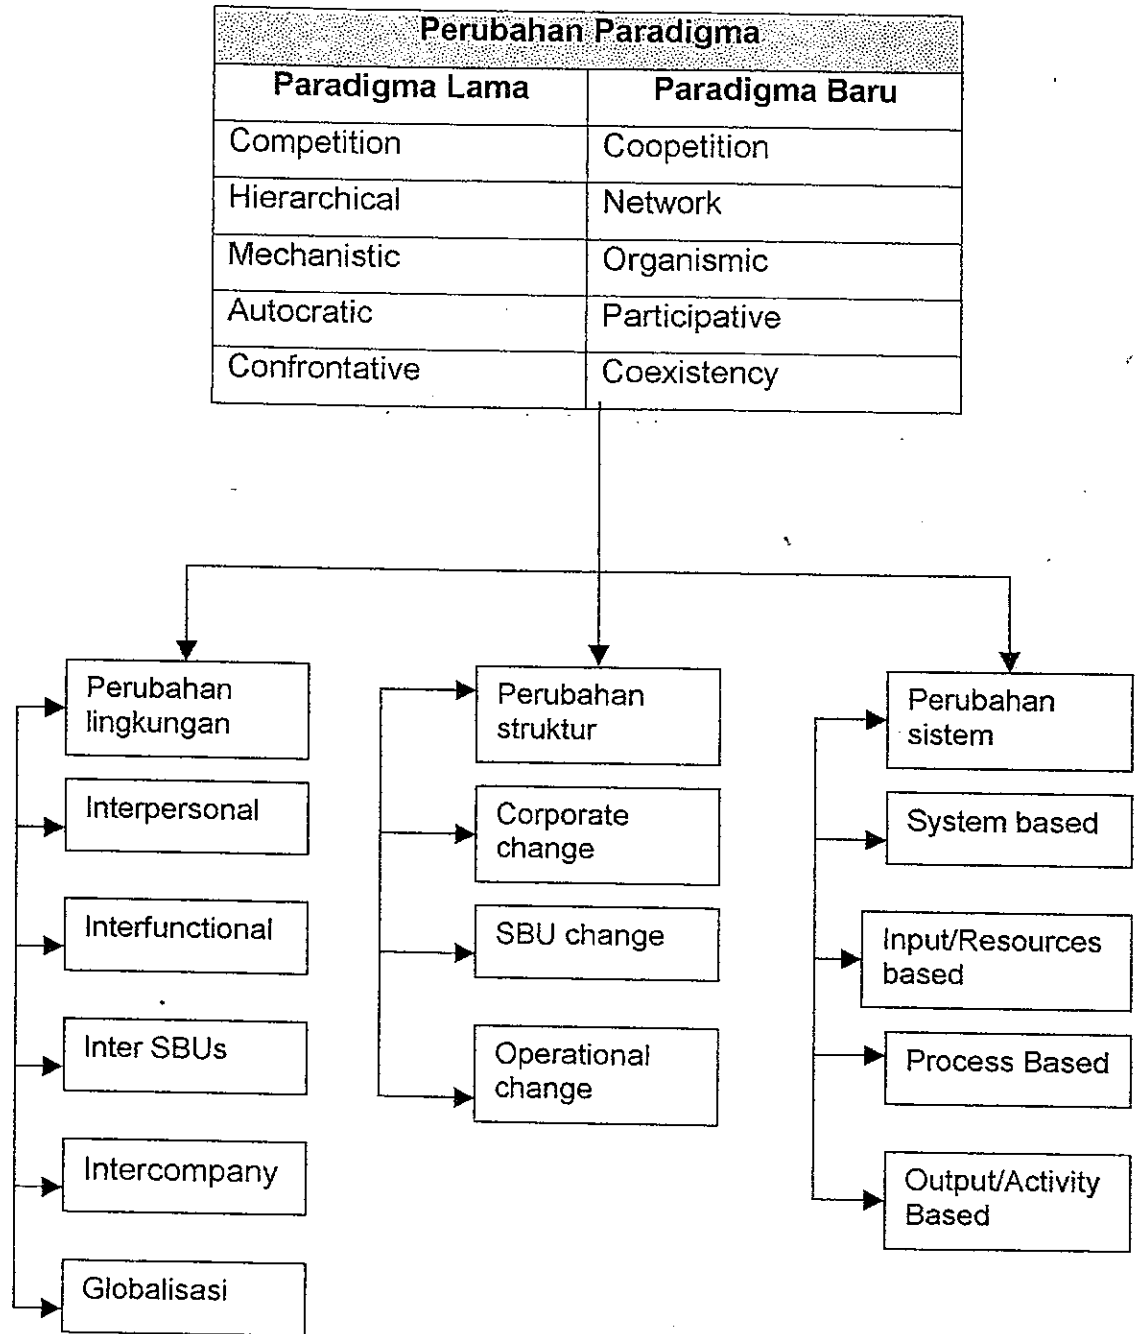 Perubahan Paradigma
Paradigma Lama Paradigma Baru
Competition Coopetition
Hierarchical Network
Mechanistic Organismic
Autocratic Participative
Confrontative Coexistency
Perubahan
lingkungan
Interpersonal
Interfunctional
Inter SBUs
Intercompany
Globalisasi
Perubahan
struktur
Corporate
change
SBU change
Operational
change
Perubahan
sistem
System based
Input/Resources
based
Process Based
Output/Activity
Based